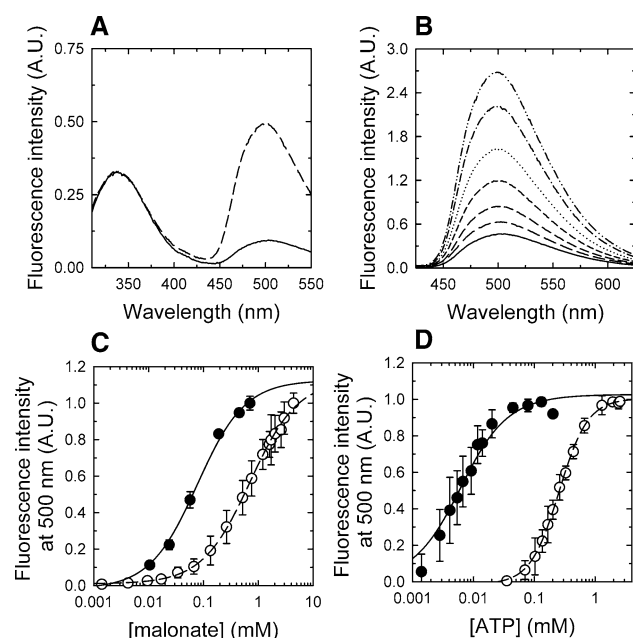 A
Fluorescence intensity (A.U.)
0.75
0.50
0.25
0.00
350 400 450 500 550
Wavelength (nm)
B
Fluorescence intensity (A.U.)
3.0
2.4
1.8
1.2
0.6
0.0
450 500 550 600
Wavelength (nm)
C
Fluorescence intensity
at 500 nm (A.U.)
1.2
1.0
0.8
0.6
0.4
0.2
0.0
0.001 0.01 0.1 1 10
[malonate] (mM)
D
Fluorescence intensity
at 500 nm (A.U.)
1.2
1.0
0.8
0.6
0.4
0.2
0.0
0.001 0.01 0.1 1
[ATP] (mM)